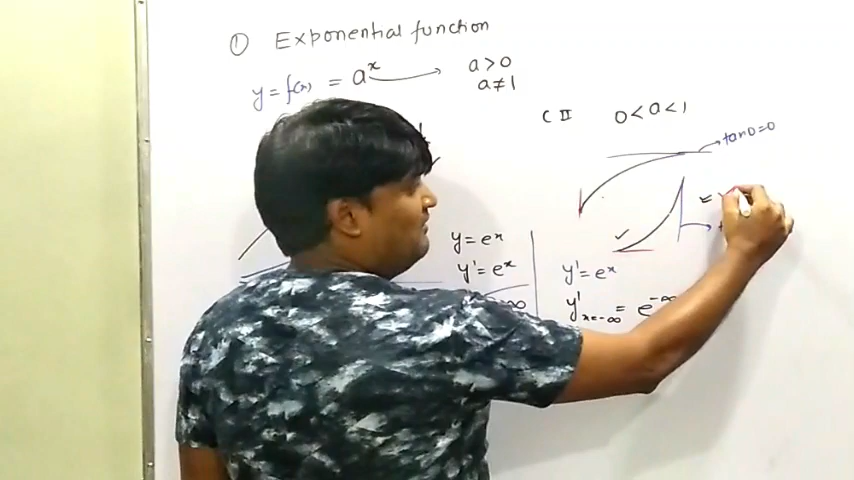 ① Exponential function
y = f(x) = aˣ → a > 0
a ≠ 1
C II 0 < a < 1
→ tan 0 = 0
y = eˣ
y' = eˣ
y' = eˣ
y'ₓ₌₋∞ = e^-∞